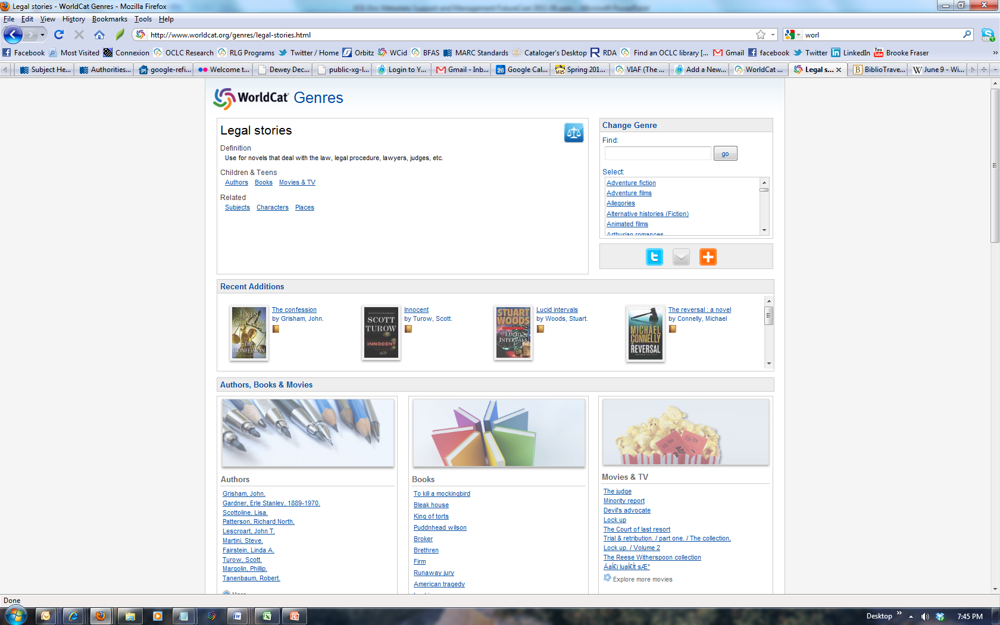 Legal stories - WorldCat Genres - Mozilla Firefox
File Edit View History Bookmarks Tools Help
http://www.worldcat.org/genres/legal-stories.html
worl
Facebook Most Visited Connexion OCLC Research RLG Programs Twitter / Home Orbitz WCid BFAS MARC Standards Cataloger's Desktop RDA Find an OCLC library [... Gmail facebook Twitter LinkedIn Brooke Fraser
Subject He... Authorities... google-refi... Welcome t... Dewey Dec... public-xg-l... Login to Y... Gmail - Inb... Google Cal... Spring 201... VIAF (The ... Add a New... WorldCat ... Legal s... BiblioTrave... June 9 - Wi...
WorldCat Genres
Legal stories
Definition
Use for novels that deal with the law, legal procedure, lawyers, judges, etc.
Children & Teens
Authors Books Movies & TV
Related
Subjects Characters Places
Change Genre
Find:
go
Select:
Adventure fiction
Adventure films
Allegories
Alternative histories (Fiction)
Animated films
Arthurian romances
Recent Additions
JOHN GRISHAM THE CONFESSION
The confession
by Grisham, John.
SCOTT TUROW INNOCENT
Innocent
by Turow, Scott.
STUART WOODS LUCID INTERVALS
Lucid intervals
by Woods, Stuart.
MICHAEL CONNELLY THE REVERSAL
The reversal : a novel
by Connelly, Michael
Authors, Books & Movies
Authors
Grisham, John.
Gardner, Erle Stanley, 1889-1970.
Scottoline, Lisa.
Patterson, Richard North.
Lescroart, John T.
Martini, Steve.
Fairstein, Linda A.
Turow, Scott.
Margolin, Phillip.
Tanenbaum, Robert.
More
Books
To kill a mockingbird
Bleak house
King of torts
Puddnhead wilson
Broker
Brethren
Firm
Runaway jury
American tragedy
Movies & TV
The judge
Minority report
Devil's advocate
Lock up
The Court of last resort
Trial & retribution. / part one. / The collection,
Lock up. / Volume 2
The Reese Witherspoon collection
Explore more movies
Done
Desktop 7:45 PM